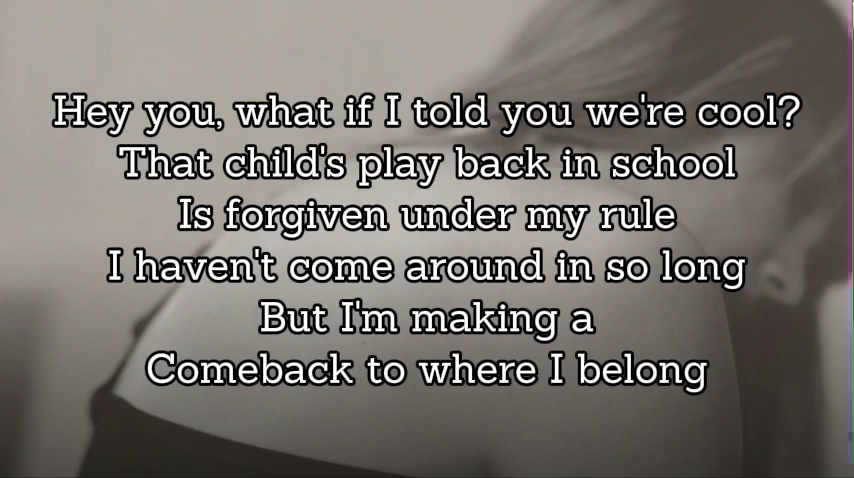 Hey you, what if I told you we're cool?
That child's play back in school
Is forgiven under my rule
I haven't come around in so long
But I'm making a
Comeback to where I belong